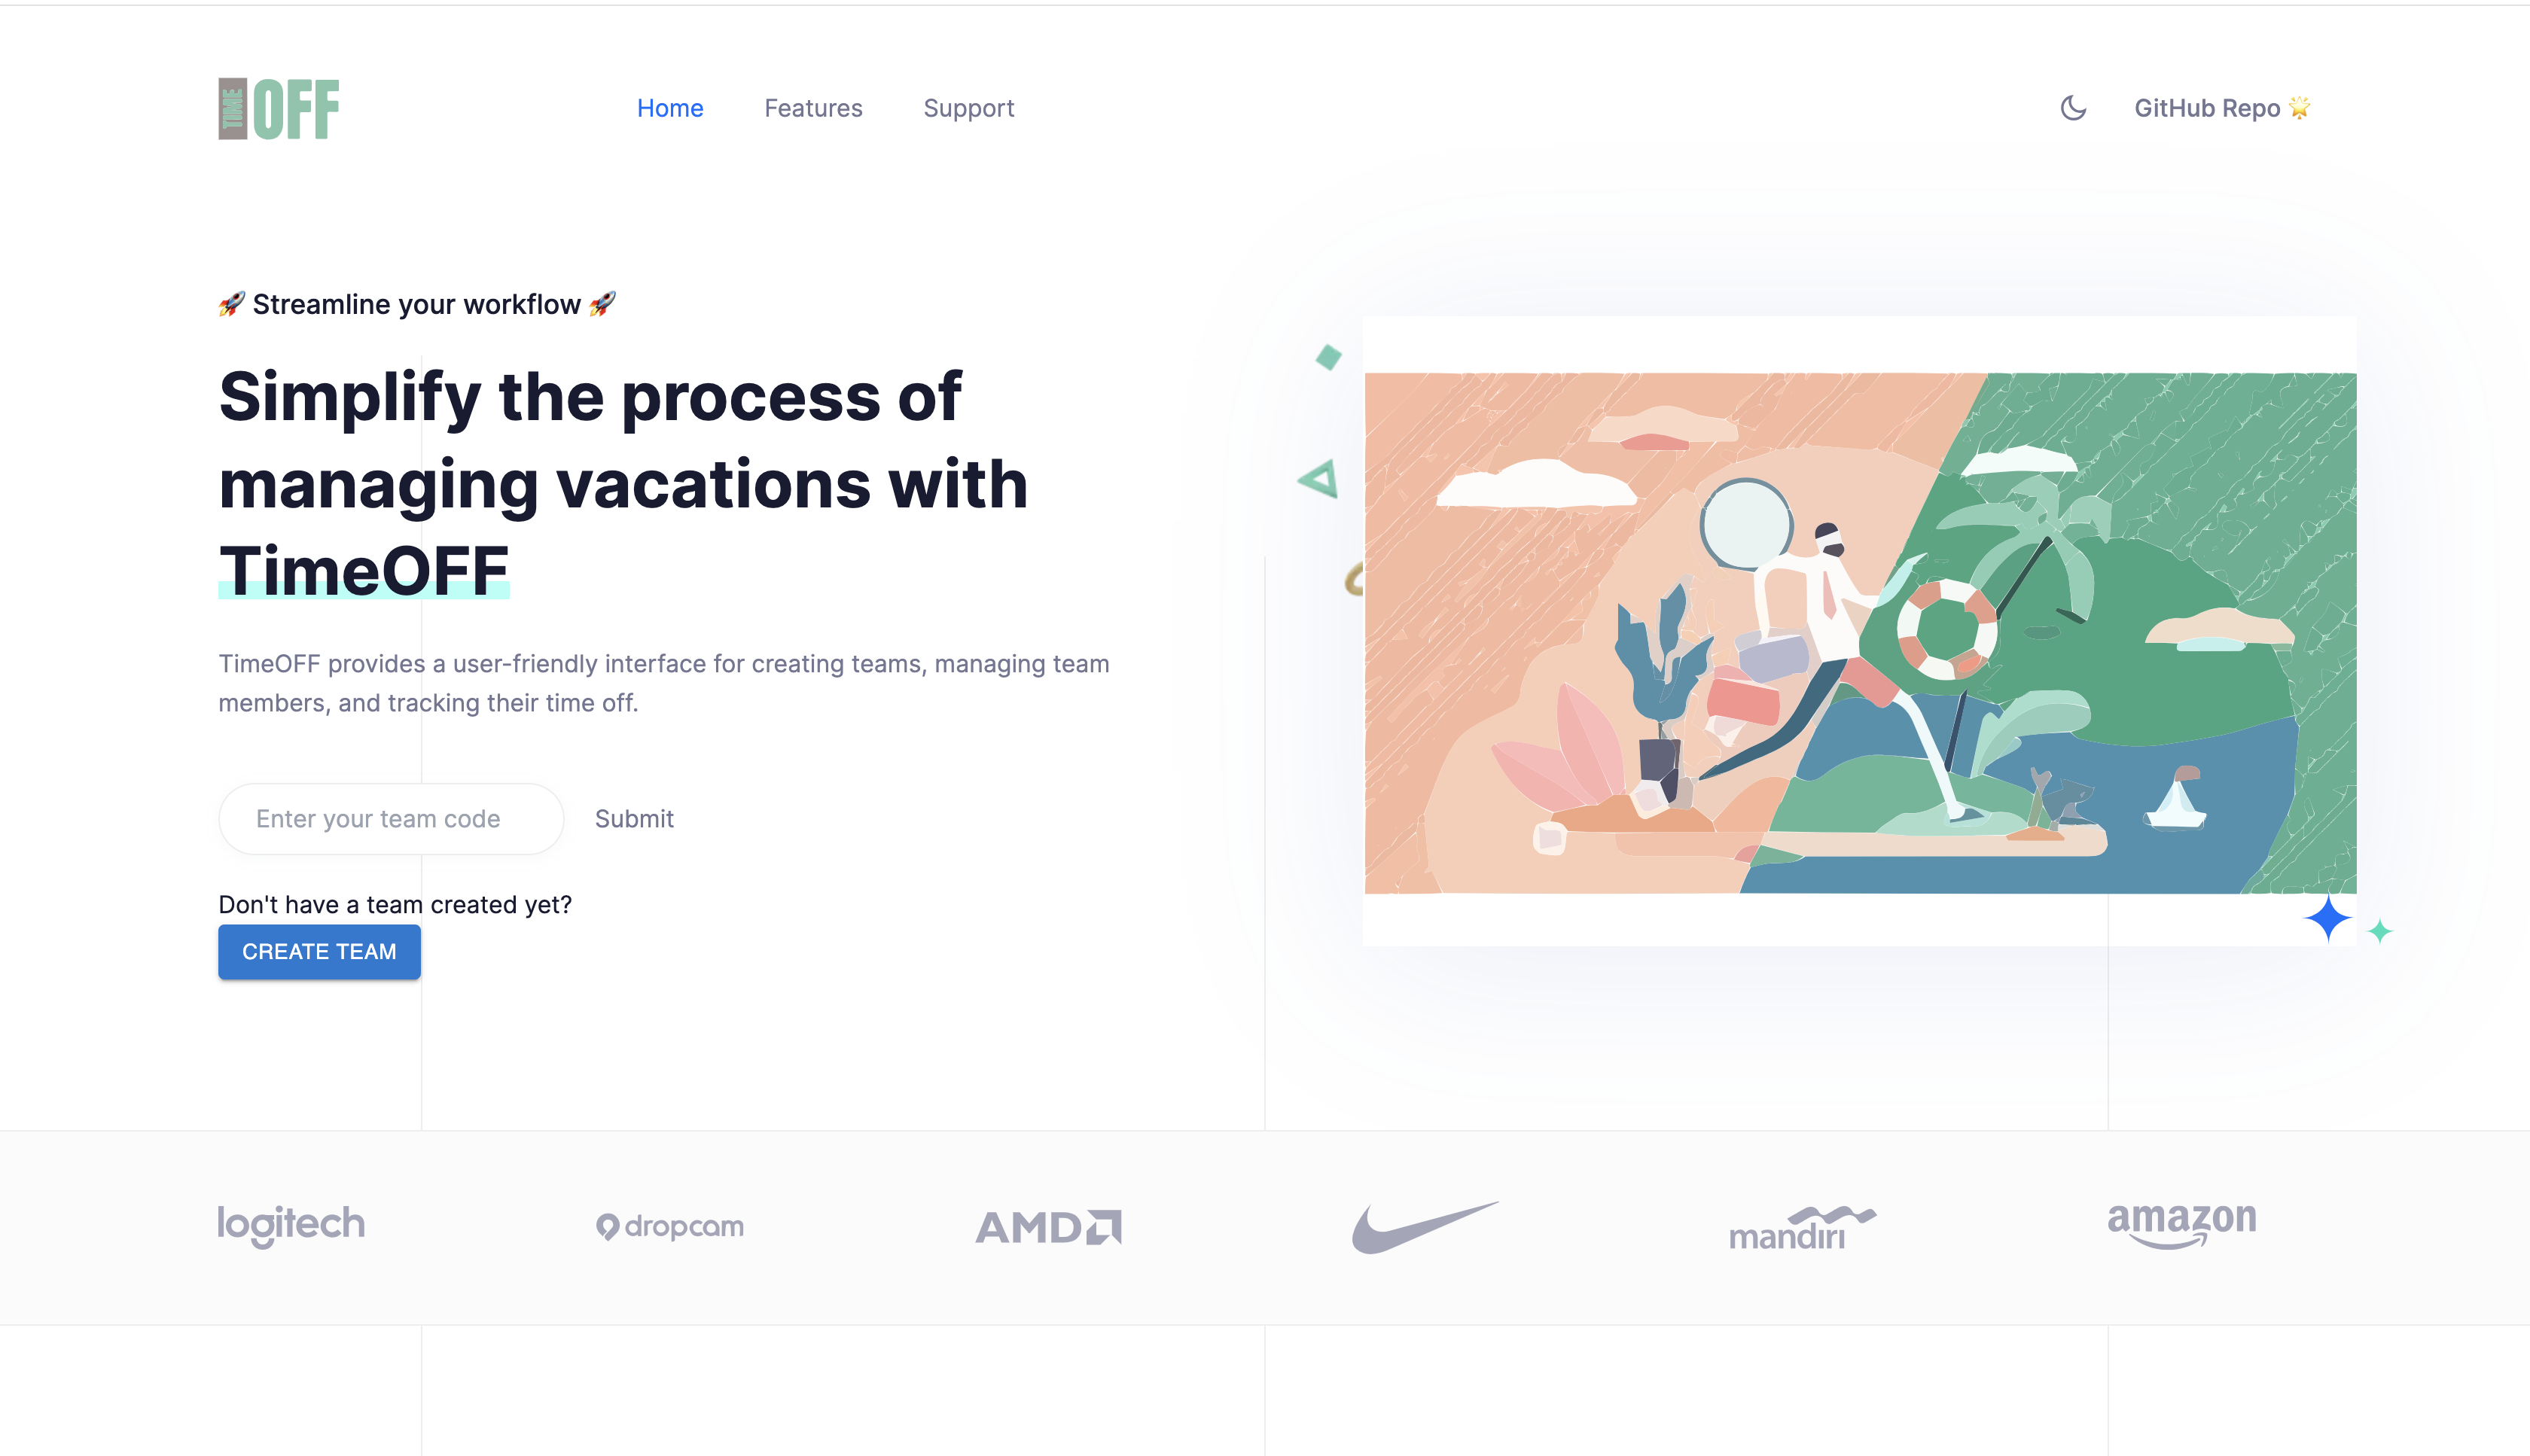 TIME OFF
Home
Features
Support
GitHub Repo 🌟
🚀 Streamline your workflow 🚀
Simplify the process of
managing vacations with
TimeOFF
TimeOFF provides a user-friendly interface for creating teams, managing team
members, and tracking their time off.
Enter your team code
Submit
Don't have a team created yet?
CREATE TEAM
logitech
dropcam
AMD
mandiri
amazon